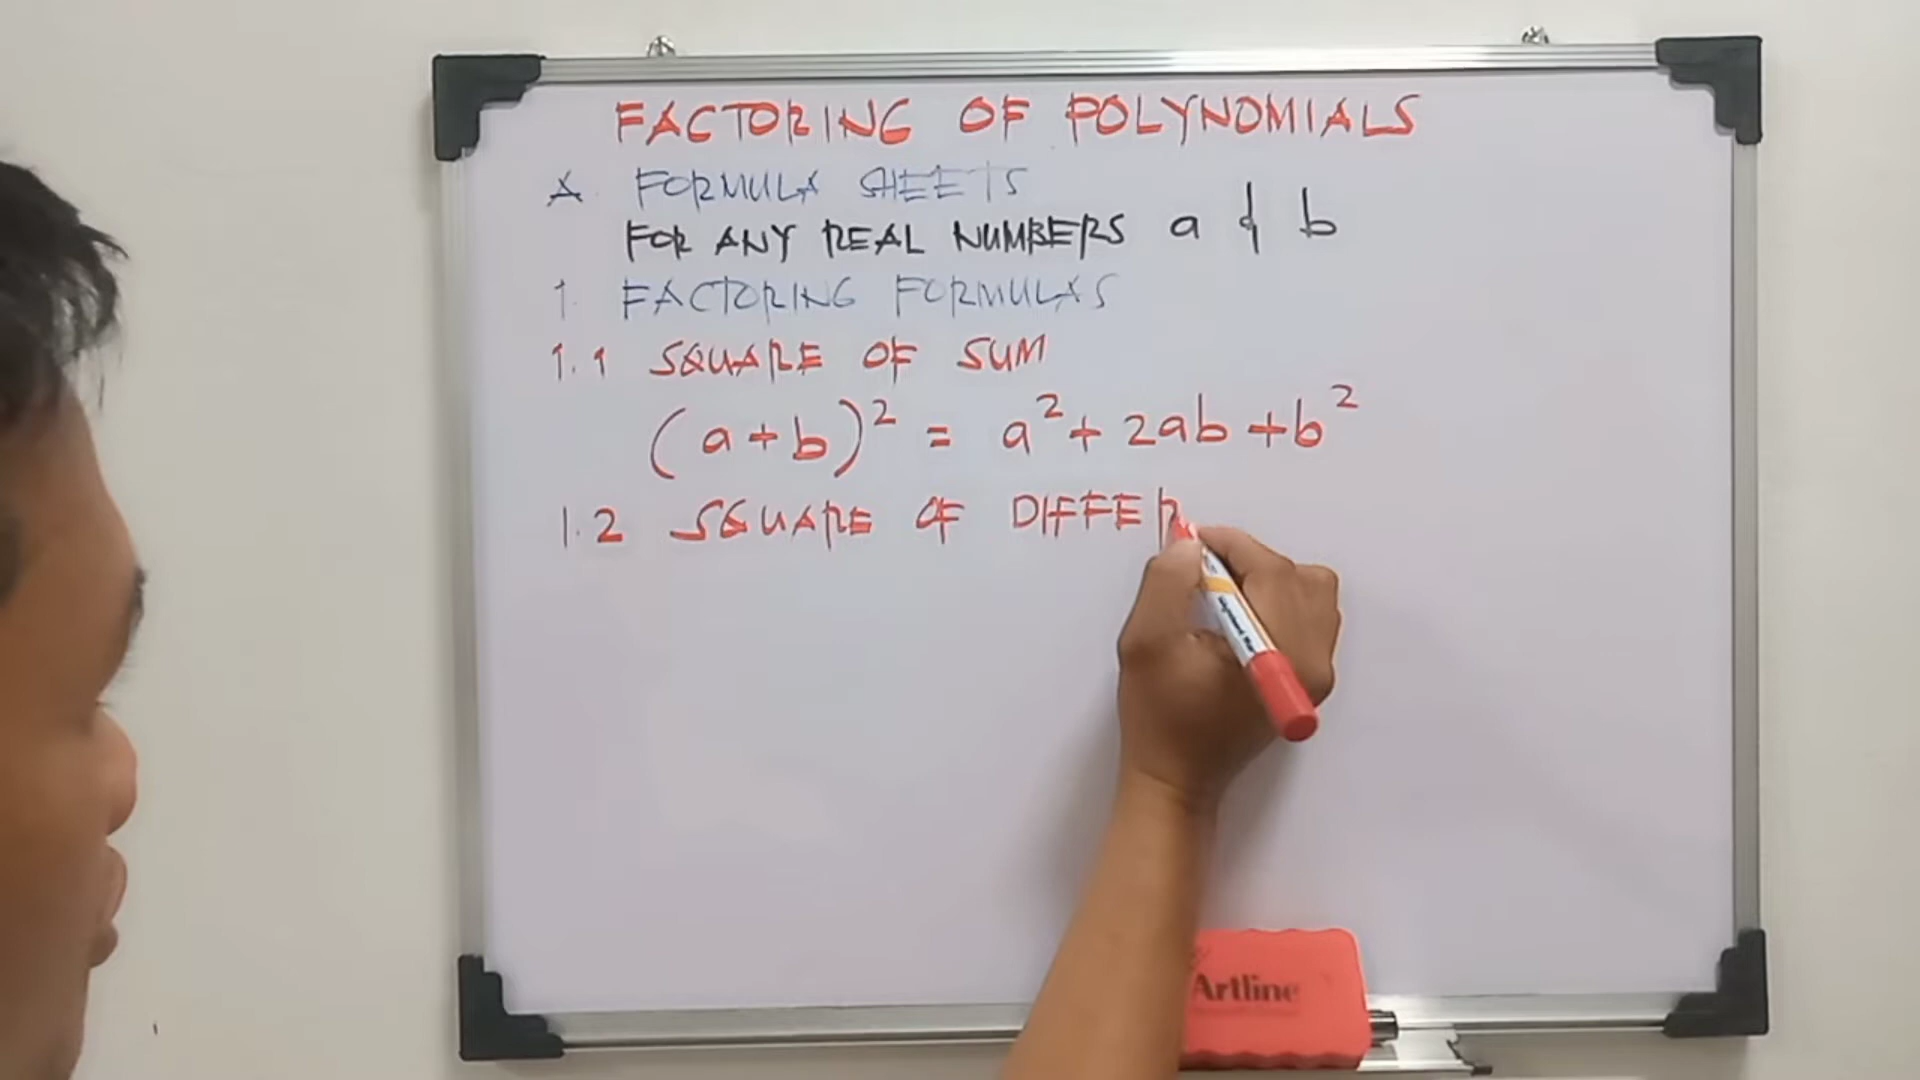 FACTORING OF POLYNOMIALS
A. FORMULA SHEETS
FOR ANY REAL NUMBERS a & b
1. FACTORING FORMULAS
1.1 SQUARE OF SUM
(a+b)² = a² + 2ab + b²
1.2 SQUARE OF DIFFER
Artline